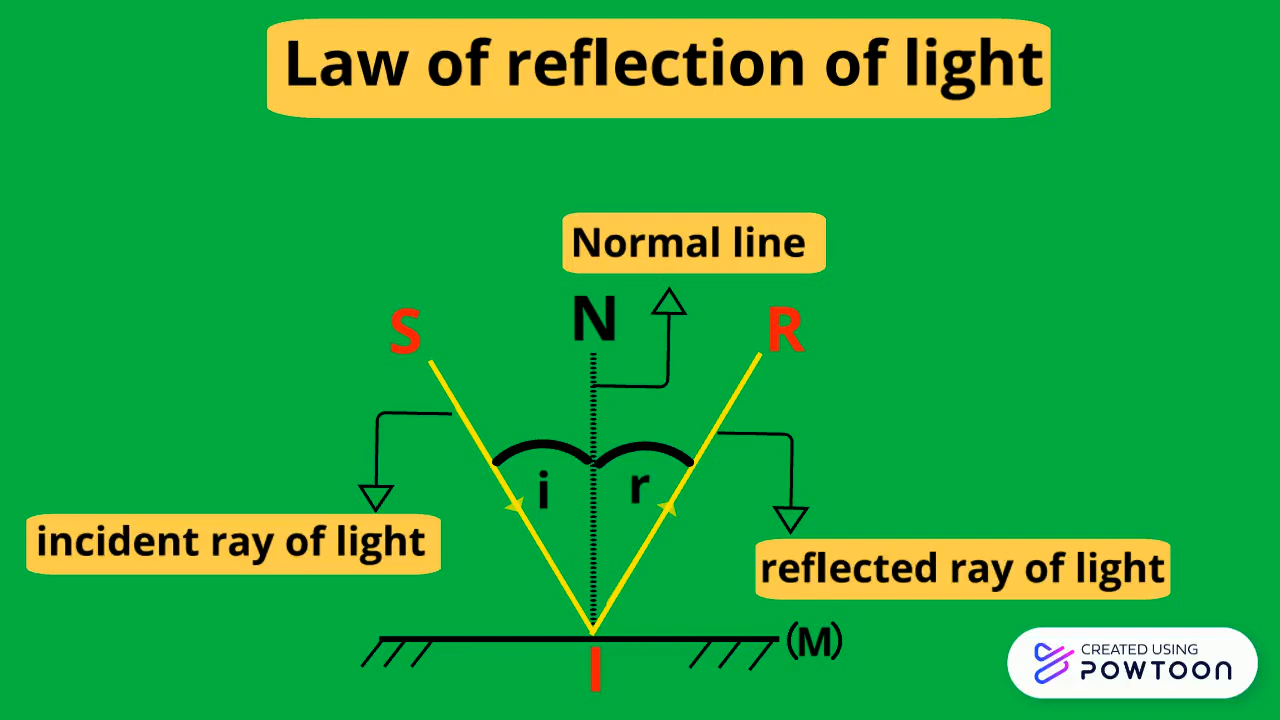 Law of reflection of light
Normal line
S
N
R
i
r
incident ray of light
reflected ray of light
(M)
I
CREATED USING
POWTOON